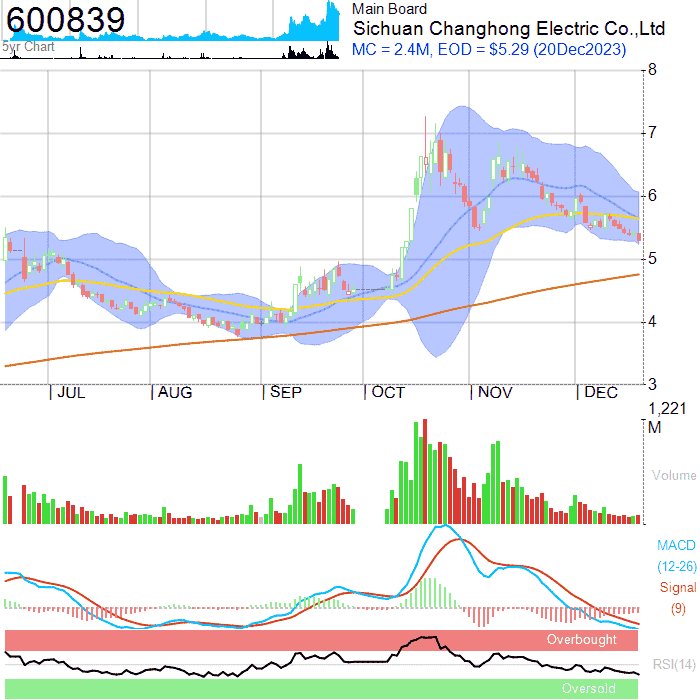 600839
5yr Chart
Main Board
Sichuan Changhong Electric Co.,Ltd
MC = 2.4M, EOD = $5.29 (20Dec2023)
8
7
6
5
4
3
JUL AUG SEP OCT NOV DEC
1,221
M
Volume
MACD
(12-26)
Signal
(9)
Overbought
RSI(14)
Oversold